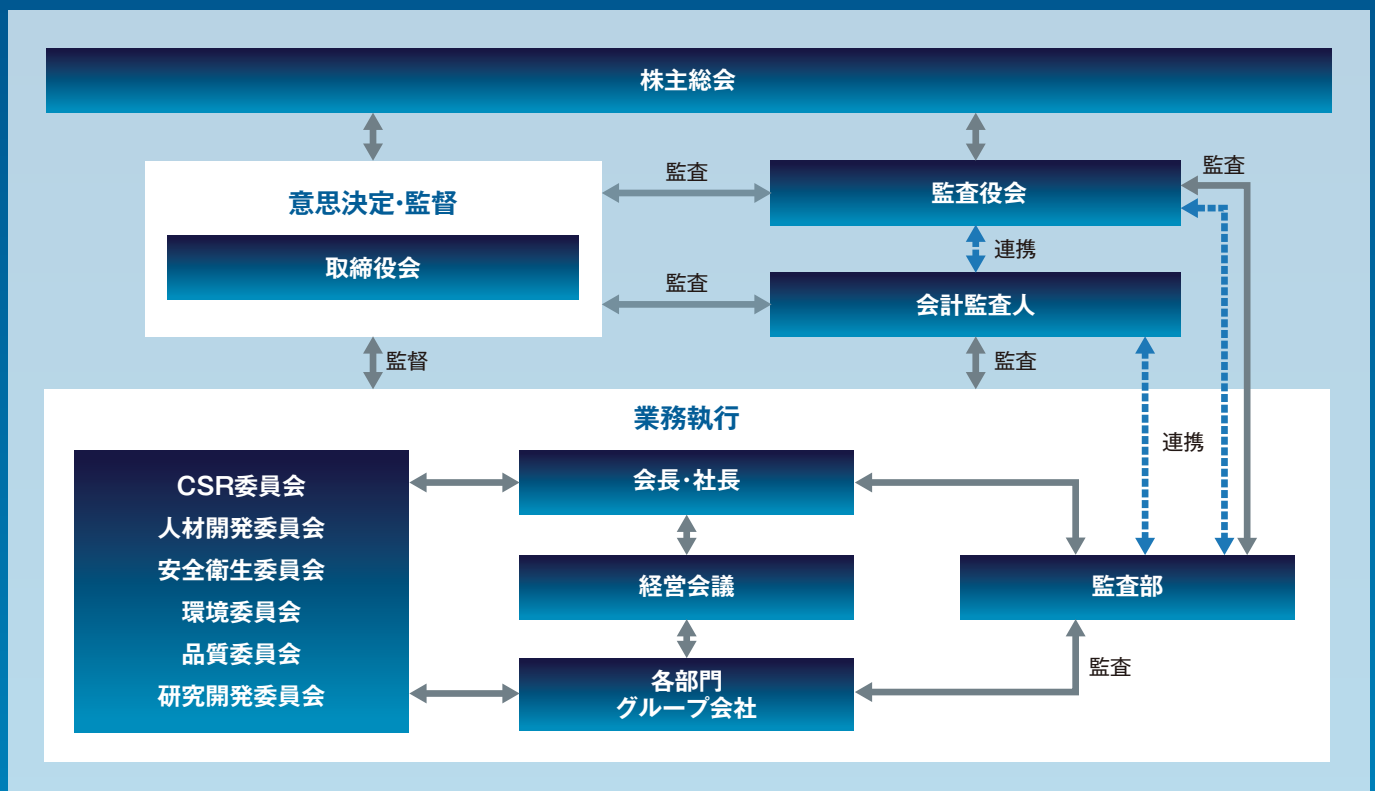 株主総会
監査
監査役会
監査
意思決定・監督
取締役会
連携
監査
会計監査人
監督
監査
業務執行
連携
CSR委員会
人材開発委員会
安全衛生委員会
環境委員会
品質委員会
研究開発委員会
会長・社長
経営会議
監査部
各部門
グループ会社
監査